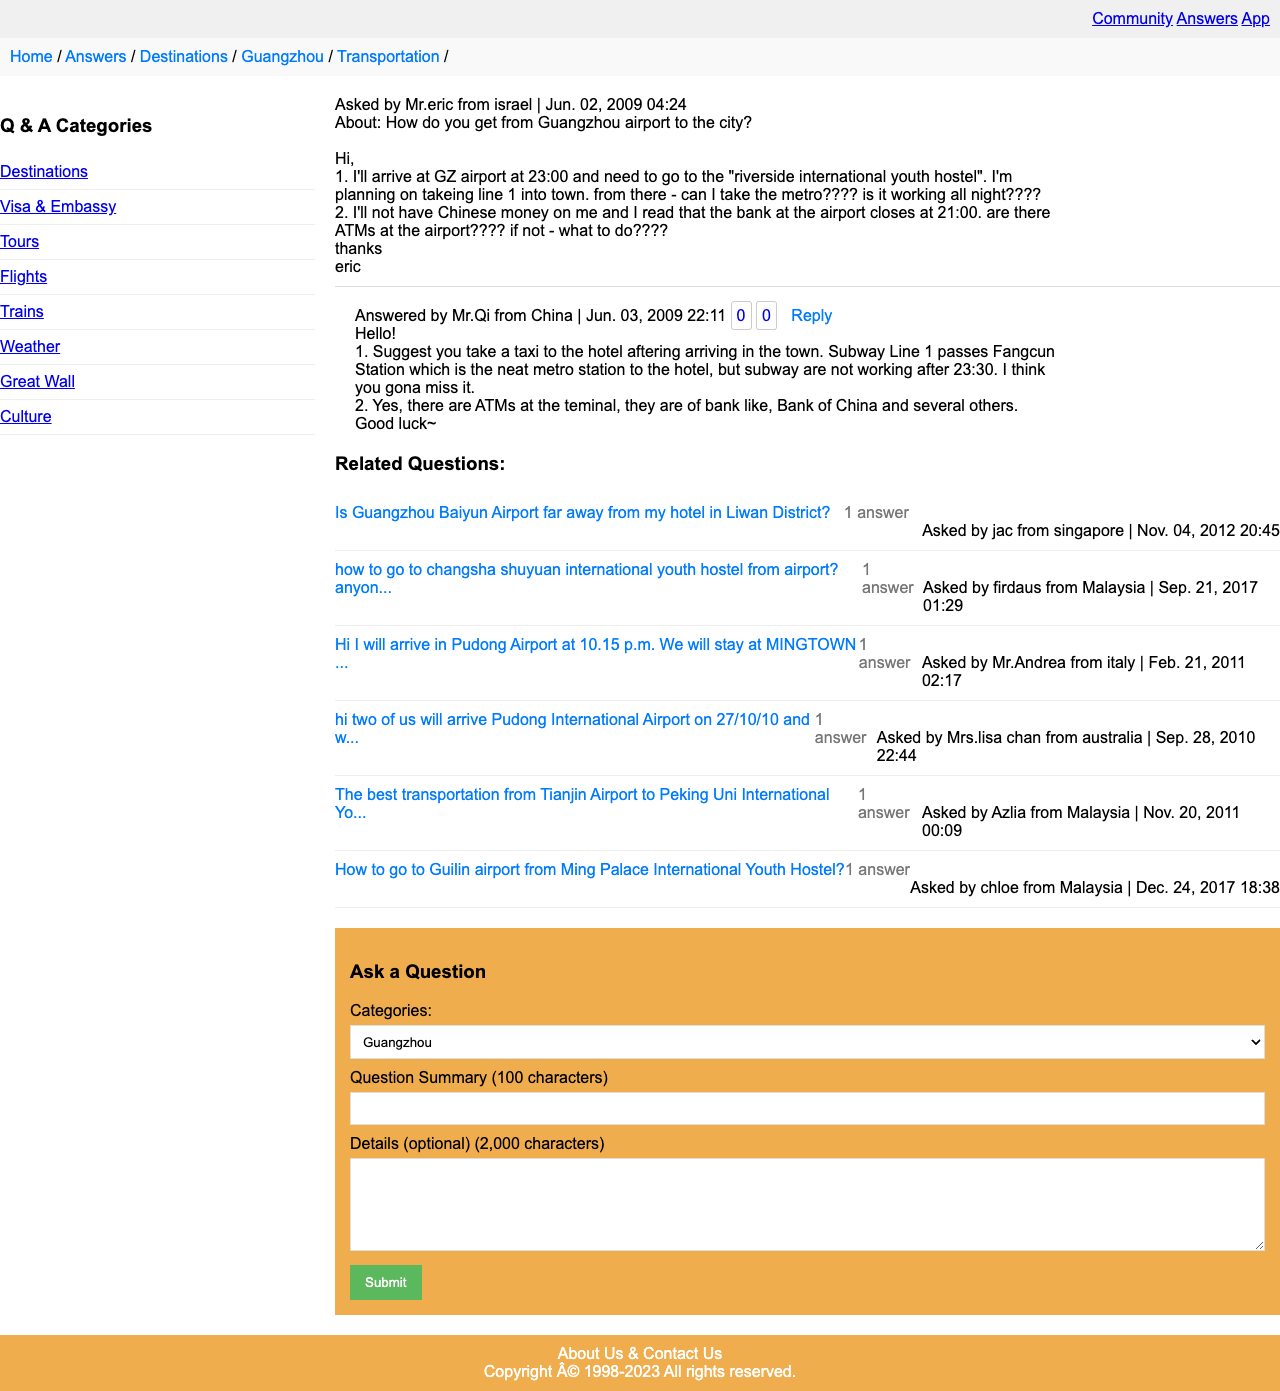 Community Answers App
Home / Answers / Destinations / Guangzhou / Transportation /
Q & A Categories
Destinations
Visa & Embassy
Tours
Flights
Trains
Weather
Great Wall
Culture
Asked by Mr.eric from israel | Jun. 02, 2009 04:24
About: How do you get from Guangzhou airport to the city?
Hi,
1. I'll arrive at GZ airport at 23:00 and need to go to the "riverside international youth hostel". I'm
planning on takeing line 1 into town. from there - can I take the metro???? is it working all night????
2. I'll not have Chinese money on me and I read that the bank at the airport closes at 21:00. are there
ATMs at the airport???? if not - what to do????
thanks
eric
Answered by Mr.Qi from China | Jun. 03, 2009 22:11 0 0 Reply
Hello!
1. Suggest you take a taxi to the hotel aftering arriving in the town. Subway Line 1 passes Fangcun
Station which is the neat metro station to the hotel, but subway are not working after 23:30. I think
you gona miss it.
2. Yes, there are ATMs at the teminal, they are of bank like, Bank of China and several others.
Good luck~
Related Questions:
Is Guangzhou Baiyun Airport far away from my hotel in Liwan District? 1 answer
Asked by jac from singapore | Nov. 04, 2012 20:45
how to go to changsha shuyuan international youth hostel from airport?
anyon...
1
answer
Asked by firdaus from Malaysia | Sep. 21, 2017
01:29
Hi I will arrive in Pudong Airport at 10.15 p.m. We will stay at MINGTOWN
...
1
answer
Asked by Mr.Andrea from italy | Feb. 21, 2011
02:17
hi two of us will arrive Pudong International Airport on 27/10/10 and
w...
1
answer
Asked by Mrs.lisa chan from australia | Sep. 28, 2010
22:44
The best transportation from Tianjin Airport to Peking Uni International
Yo...
1
answer
Asked by Azlia from Malaysia | Nov. 20, 2011
00:09
How to go to Guilin airport from Ming Palace International Youth Hostel? 1 answer
Asked by chloe from Malaysia | Dec. 24, 2017 18:38
Ask a Question
Categories:
Guangzhou
Question Summary (100 characters)
Details (optional) (2,000 characters)
Submit
About Us & Contact Us
Copyright Â© 1998-2023 All rights reserved.